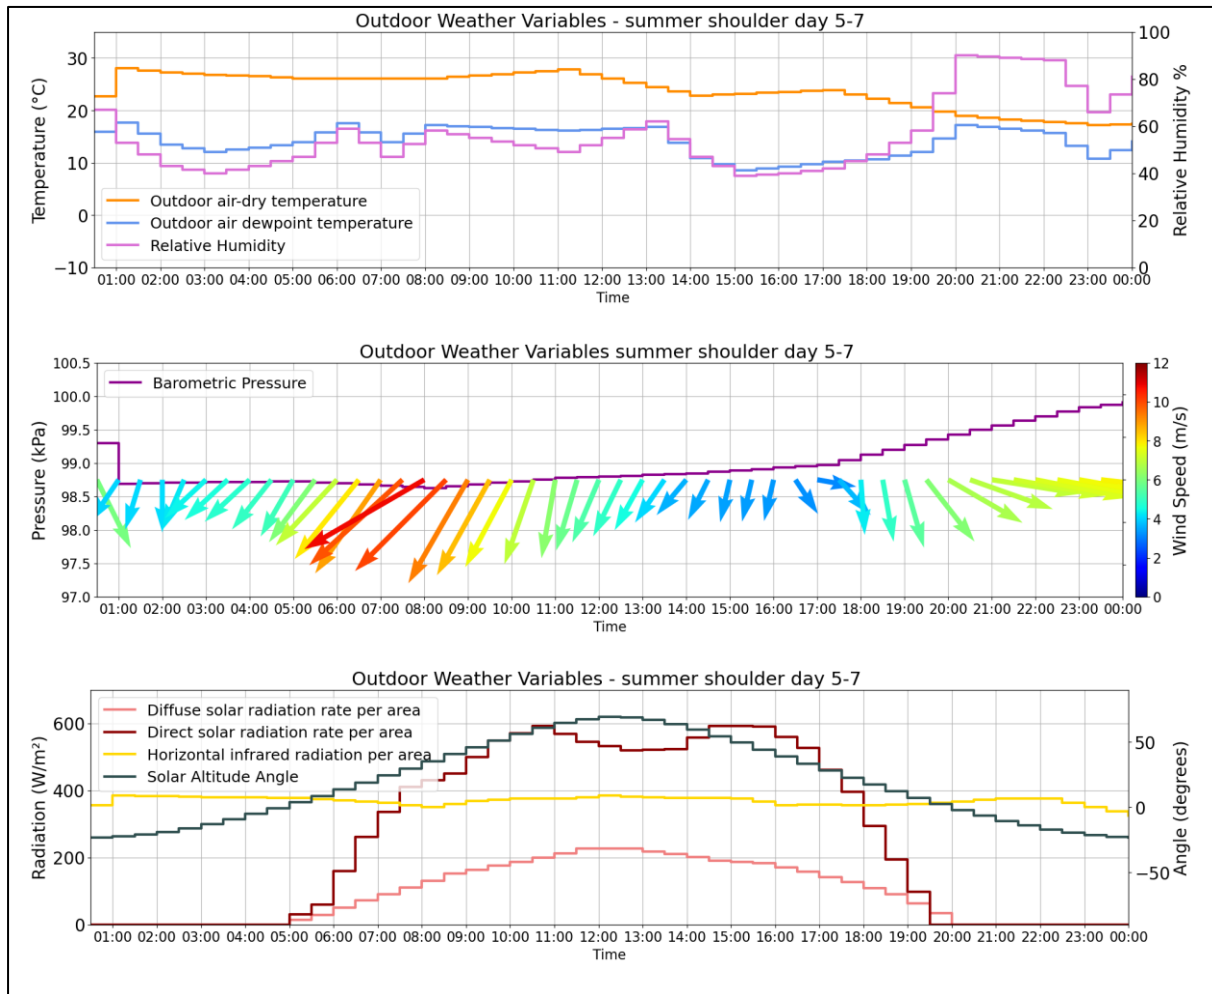 Outdoor Weather Variables - summer shoulder day 5-7
Temperature (°C)
30
20
10
0
−10
Outdoor air-dry temperature
Outdoor air dewpoint temperature
Relative Humidity
100
80
60
40
20
0
Relative Humidity %
01:00 02:00 03:00 04:00 05:00 06:00 07:00 08:00 09:00 10:00 11:00 12:00 13:00 14:00 15:00 16:00 17:00 18:00 19:00 20:00 21:00 22:00 23:00 00:00
Time
Outdoor Weather Variables summer shoulder day 5-7
Pressure (kPa)
100.5
100.0
99.5
99.0
98.5
98.0
97.5
97.0
Barometric Pressure
12
10
8
6
4
2
0
Wind Speed (m/s)
01:00 02:00 03:00 04:00 05:00 06:00 07:00 08:00 09:00 10:00 11:00 12:00 13:00 14:00 15:00 16:00 17:00 18:00 19:00 20:00 21:00 22:00 23:00 00:00
Time
Outdoor Weather Variables - summer shoulder day 5-7
Radiation (W/m²)
600
400
200
0
Diffuse solar radiation rate per area
Direct solar radiation rate per area
Horizontal infrared radiation per area
Solar Altitude Angle
50
0
−50
Angle (degrees)
01:00 02:00 03:00 04:00 05:00 06:00 07:00 08:00 09:00 10:00 11:00 12:00 13:00 14:00 15:00 16:00 17:00 18:00 19:00 20:00 21:00 22:00 23:00 00:00
Time